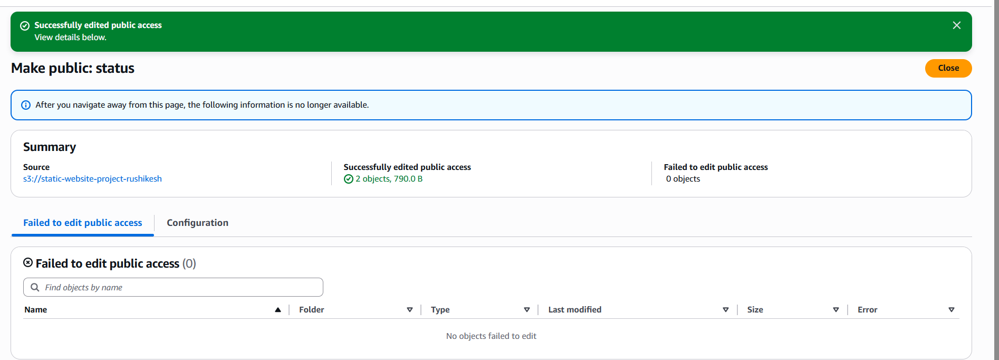 Successfully edited public access
View details below.
Make public: status
Close
After you navigate away from this page, the following information is no longer available.
Summary
Source
s3://static-website-project-rushikesh
Successfully edited public access
2 objects, 790.0 B
Failed to edit public access
0 objects
Failed to edit public access
Configuration
Failed to edit public access (0)
Find objects by name
Name Folder Type Last modified Size Error
No objects failed to edit